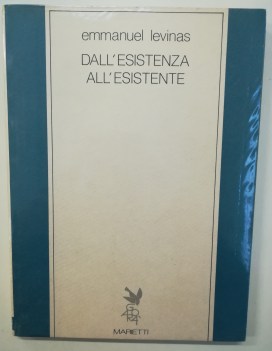 emmanuel levinas
DALL'ESISTENZA
ALL'ESISTENTE
MARIETTI